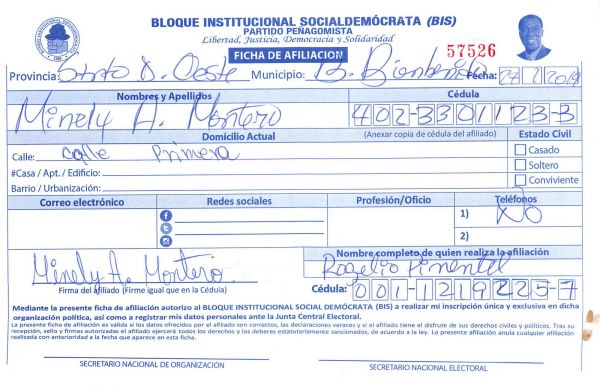 BLOQUE INSTITUCIONAL SOCIALDEMÓCRATA (BIS)
PARTIDO PEÑAGOMISTA
Libertad, Justicia, Democracia y Solidaridad
FICHA DE AFILIACIÓN
57526
Provincia: Sto D. Oeste Municipio: B. Bienbenido Fecha:
Nombres y Apellidos Cédula
Minely A. Montero 402-3301123-3
Domicilio Actual (Anexar copia de cédula del afiliado) Estado Civil
Calle: calle Primera Casado
#Casa / Apt. / Edificio: Soltero
Barrio / Urbanización: Conviviente
Correo electrónico Redes sociales Profesión/Oficio Teléfonos
1) No
2)
Nombre completo de quien realiza la afiliación
Minely A. Montero Rogelio Pimentel
Firma del afiliado (Firme igual que en la Cédula) Cédula: 001-1219225-7
Mediante la presente ficha de afiliación autorizo al BLOQUE INSTITUCIONAL SOCIAL DEMÓCRATA (BIS) a realizar mi inscripción única y exclusiva en dicha
organización política, así como a registrar mis datos personales ante la Junta Central Electoral.
La presente ficha de afiliación es válida si los datos ofrecidos por el afiliado son correctos, las declaraciones veraces y si el afiliado tiene el disfrute de sus derechos civiles y políticos. Tras su
recepción, sello y firmas autorizadas el afiliado ejercerá todos los derechos y los deberes estatutariamente sancionados, de acuerdo a la ley. La presente afiliación anula cualquier afiliación
realizada con anterioridad a la fecha que aparece en esta ficha.
SECRETARIO NACIONAL DE ORGANIZACIÓN SECRETARIO NACIONAL ELECTORAL